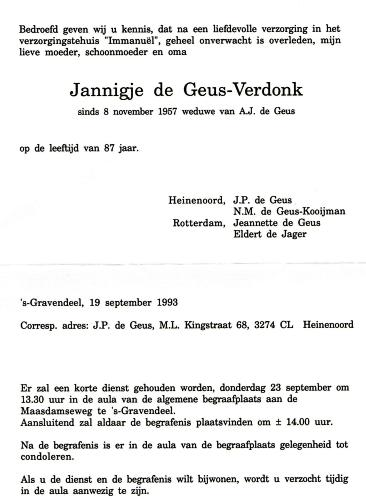 Bedroefd geven wij u kennis, dat na een liefdevolle verzorging in het
verzorgingstehuis "Immanuël", geheel onverwacht is overleden, mijn
lieve moeder, schoonmoeder en oma
Jannigje de Geus-Verdonk
sinds 8 november 1957 weduwe van A.J. de Geus
op de leeftijd van 87 jaar.
Heinenoord, J.P. de Geus
N.M. de Geus-Kooijman
Rotterdam, Jeannette de Geus
Eldert de Jager
's-Gravendeel, 19 september 1993
Corresp. adres: J.P. de Geus, M.L. Kingstraat 68, 3274 CL Heinenoord
Er zal een korte dienst gehouden worden, donderdag 23 september om
13.30 uur in de aula van de algemene begraafplaats aan de
Maasdamseweg te 's-Gravendeel.
Aansluitend zal aldaar de begrafenis plaatsvinden om ± 14.00 uur.
Na de begrafenis is er in de aula van de begraafplaats gelegenheid tot
condoleren.
Als u de dienst en de begrafenis wilt bijwonen, wordt u verzocht tijdig
in de aula aanwezig te zijn.